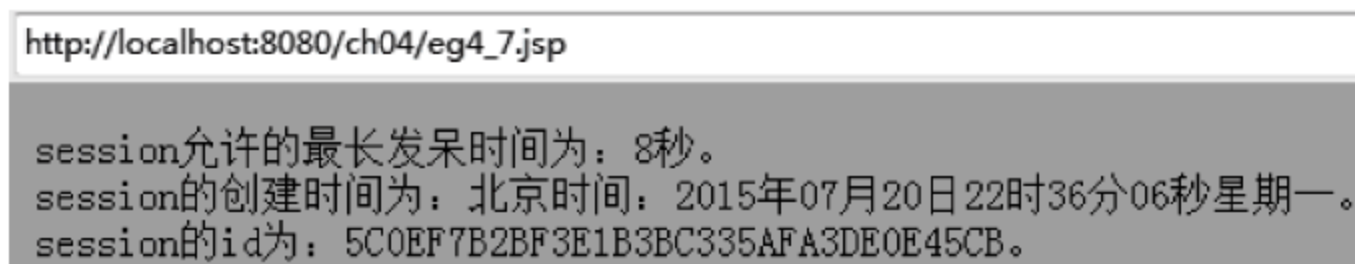 http://localhost:8080/ch04/eg4_7.jsp
session允许的最长发呆时间为：8秒。
session的创建时间为：北京时间：2015年07月20日22时36分06秒星期一。
session的id为：5C0EF7B2BF3E1B3BC335AFA3DE0E45CB。